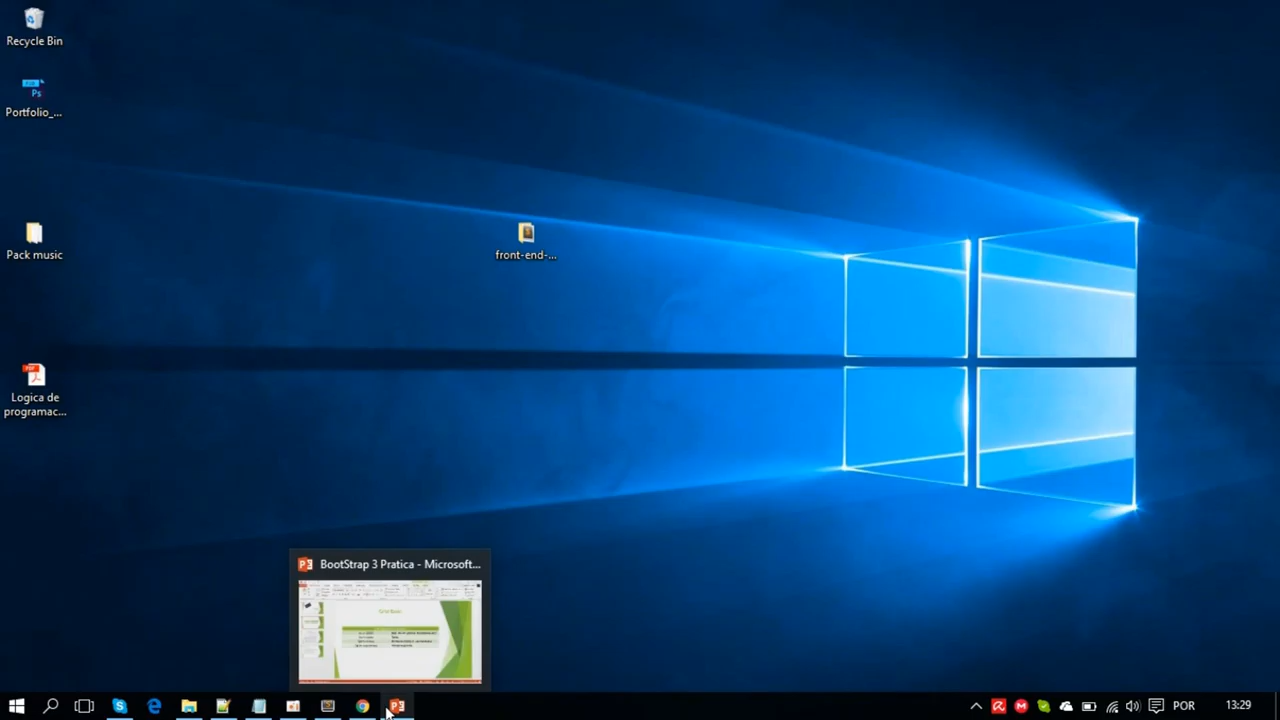 Recycle Bin
Portfolio_...
Pack music
front-end-...
Logica de
programac...
BootStrap 3 Pratica - Microsoft...
POR
13:29